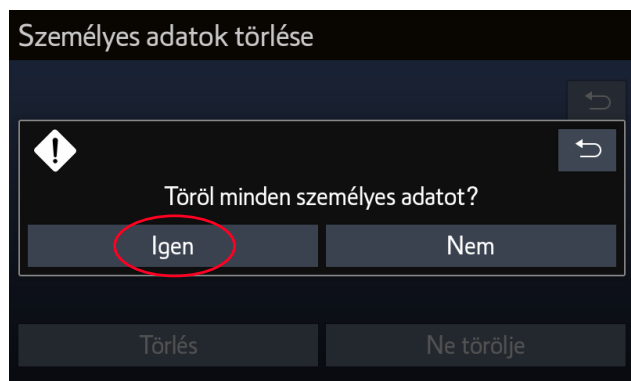 Személyes adatok törlése
Töröl minden személyes adatot?
Igen Nem
Törlés Ne törölje